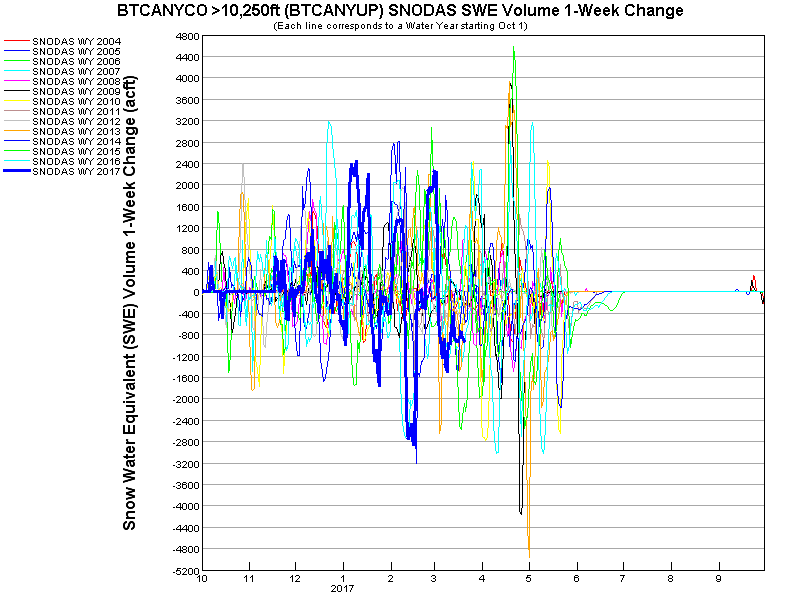 BTCANYCO >10,250ft (BTCANYUP) SNODAS SWE Volume 1-Week Change
(Each line corresponds to a Water Year starting Oct 1)
SNODAS WY 2004
SNODAS WY 2005
SNODAS WY 2006
SNODAS WY 2007
SNODAS WY 2008
SNODAS WY 2009
SNODAS WY 2010
SNODAS WY 2011
SNODAS WY 2012
SNODAS WY 2013
SNODAS WY 2014
SNODAS WY 2015
SNODAS WY 2016
SNODAS WY 2017
Snow Water Equivalent (SWE) Volume 1-Week Change (acft)
4800
4400
4000
3600
3200
2800
2400
2000
1600
1200
800
400
0
-400
-800
-1200
-1600
-2000
-2400
-2800
-3200
-3600
-4000
-4400
-4800
-5200
10 11 12 1 2 3 4 5 6 7 8 9
2017